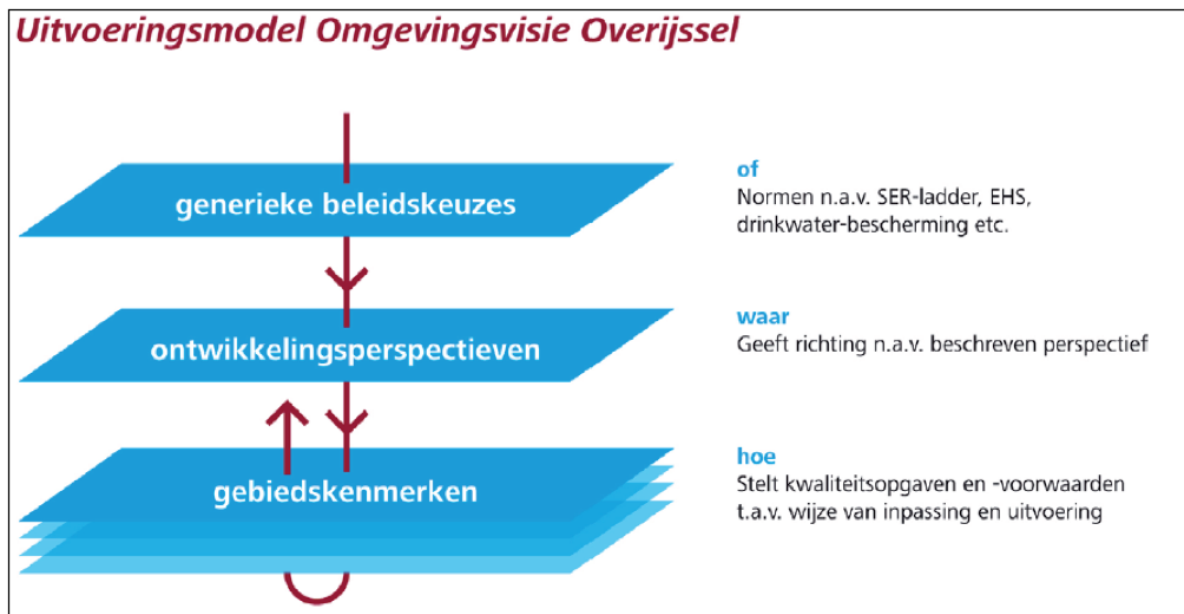 Uitvoeringsmodel Omgevingsvisie Overijssel
generieke beleidskeuzes
of
Normen n.a.v. SER-ladder, EHS,
drinkwater-bescherming etc.
ontwikkelingsperspectieven
waar
Geeft richting n.a.v. beschreven perspectief
gebiedskenmerken
hoe
Stelt kwaliteitsopgaven en -voorwaarden
t.a.v. wijze van inpassing en uitvoering